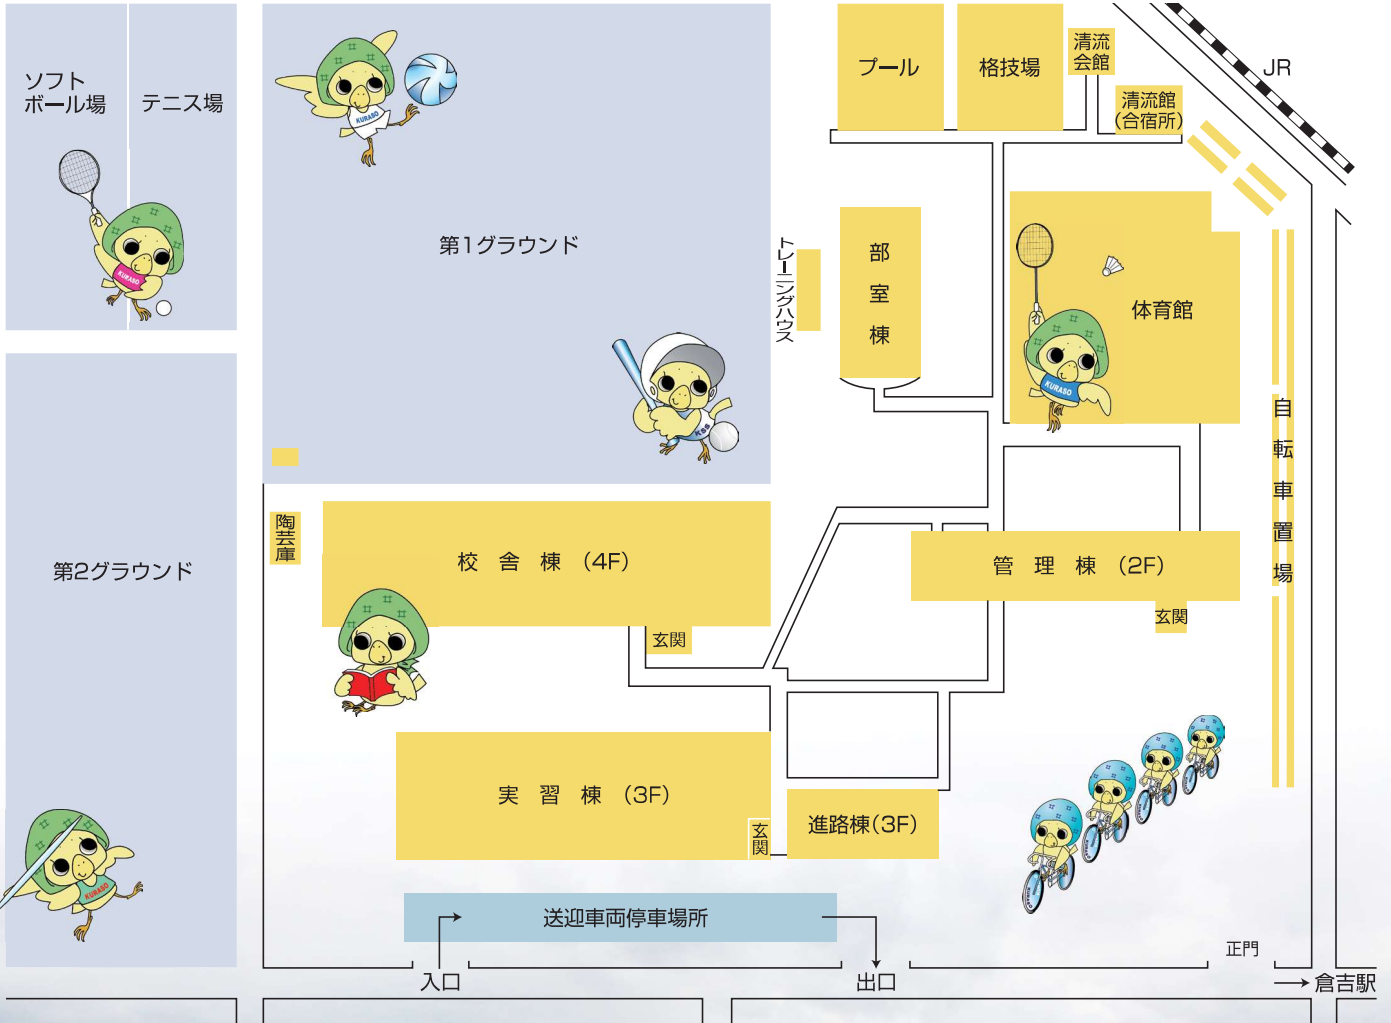 ソフト
ボール場
テニス場
KURASO
第1グラウンド
KURASO
KSS
プール
格技場
清流
会館
清流館
(合宿所)
JR
トレーニングハウス
部室棟
体育館
KURASO
自転車置場
第2グラウンド
KURASO
陶芸庫
校舎棟 (4F)
玄関
管理棟 (2F)
玄関
実習棟 (3F)
玄関
進路棟(3F)
送迎車両停車場所
入口
出口
正門
倉吉駅